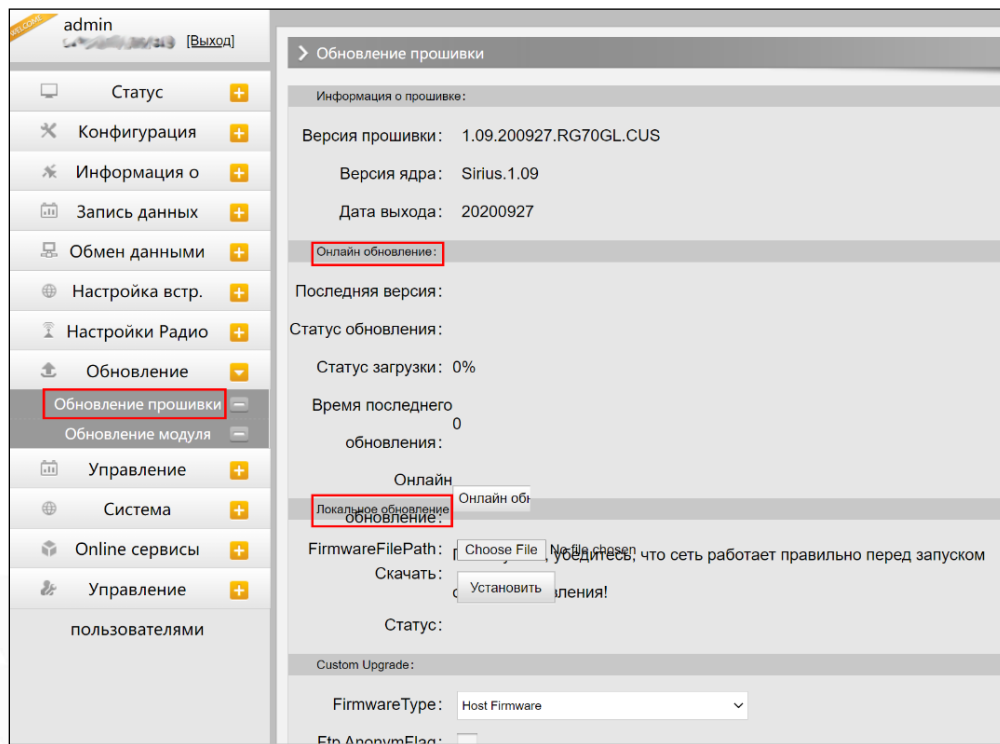 WELCOME
admin
[Выход]
Статус
Конфигурация
Информация о
Запись данных
Обмен данными
Настройка встр.
Настройки Радио
Обновление
Обновление прошивки
Обновление модуля
Управление
Система
Online сервисы
Управление
пользователями
Обновление прошивки
Информация о прошивке:
Версия прошивки: 1.09.200927.RG70GL.CUS
Версия ядра: Sirius.1.09
Дата выхода: 20200927
Онлайн обновление:
Последняя версия:
Статус обновления:
Статус загрузки: 0%
Время последнего
0
обновления:
Онлайн
Онлайн обн
Локальное обновление
обновление:
FirmwareFilePath: Choose File No file chosen
убедитесь, что сеть работает правильно перед запуском
Скачать: Установить
Статус:
Custom Upgrade:
FirmwareType: Host Firmware
Ftp AnonymFlag: